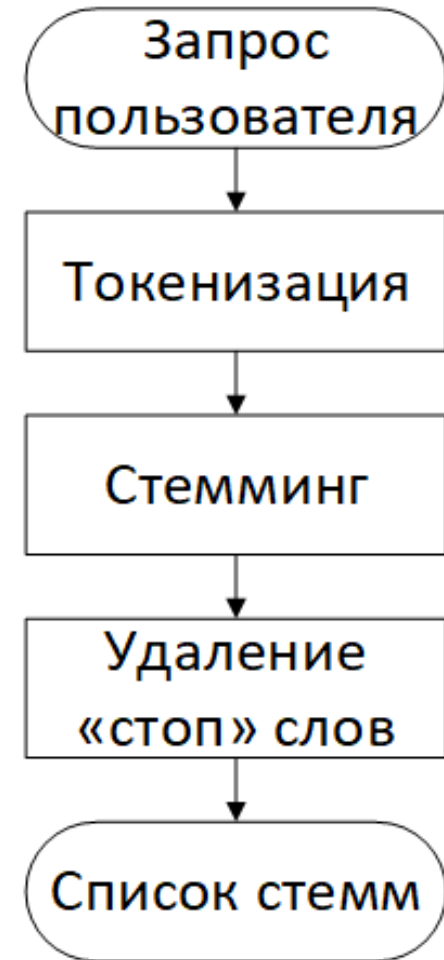 Запрос
пользователя
Токенизация
Стемминг
Удаление
«стоп» слов
Список стемм